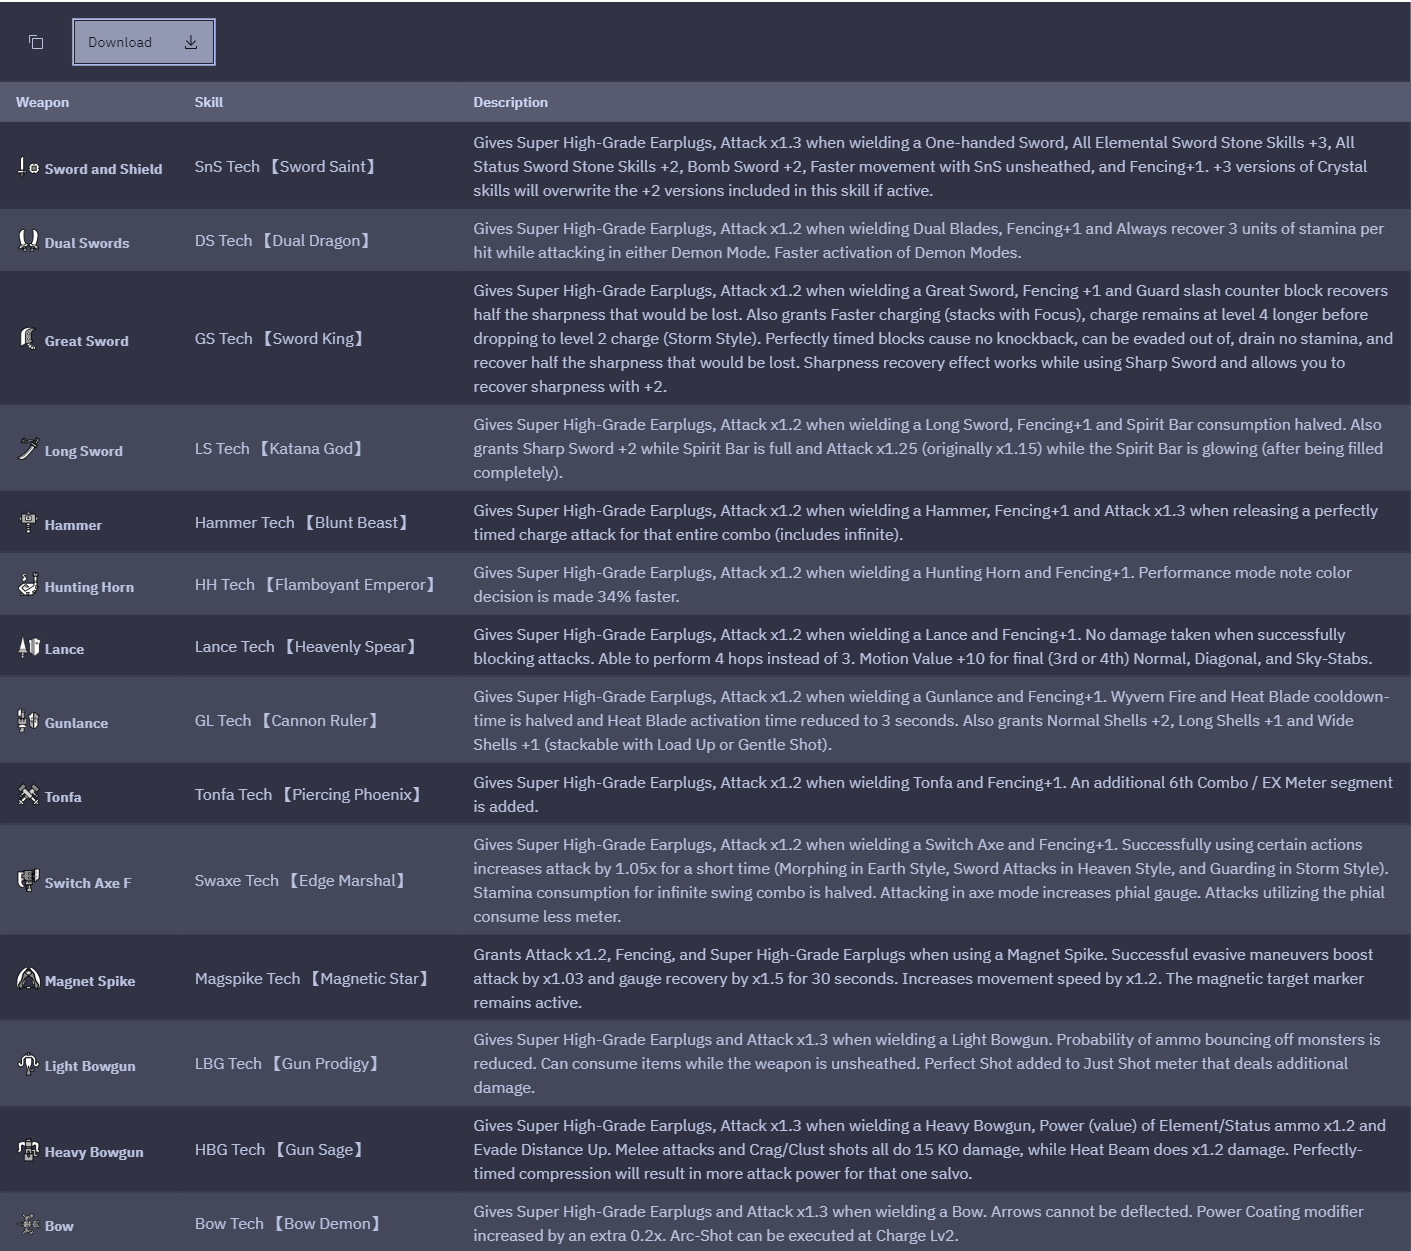 Download
Weapon Skill Description
Gives Super High-Grade Earplugs, Attack x1.3 when wielding a One-handed Sword, All Elemental Sword Stone Skills +3, All
Sword and Shield SnS Tech 【Sword Saint】 Status Sword Stone Skills +2, Bomb Sword +2, Faster movement with SnS unsheathed, and Fencing+1. +3 versions of Crystal
skills will overwrite the +2 versions included in this skill if active.
Dual Swords DS Tech 【Dual Dragon】 Gives Super High-Grade Earplugs, Attack x1.2 when wielding Dual Blades, Fencing+1 and Always recover 3 units of stamina per
hit while attacking in either Demon Mode. Faster activation of Demon Modes.
Gives Super High-Grade Earplugs, Attack x1.2 when wielding a Great Sword, Fencing +1 and Guard slash counter block recovers
half the sharpness that would be lost. Also grants Faster charging (stacks with Focus), charge remains at level 4 longer before
Great Sword GS Tech 【Sword King】 dropping to level 2 charge (Storm Style). Perfectly timed blocks cause no knockback, can be evaded out of, drain no stamina, and
recover half the sharpness that would be lost. Sharpness recovery effect works while using Sharp Sword and allows you to
recover sharpness with +2.
Gives Super High-Grade Earplugs, Attack x1.2 when wielding a Long Sword, Fencing+1 and Spirit Bar consumption halved. Also
Long Sword LS Tech 【Katana God】 grants Sharp Sword +2 while Spirit Bar is full and Attack x1.25 (originally x1.15) while the Spirit Bar is glowing (after being filled
completely).
Hammer Hammer Tech 【Blunt Beast】 Gives Super High-Grade Earplugs, Attack x1.2 when wielding a Hammer, Fencing+1 and Attack x1.3 when releasing a perfectly
timed charge attack for that entire combo (includes infinite).
Hunting Horn HH Tech 【Flamboyant Emperor】 Gives Super High-Grade Earplugs, Attack x1.2 when wielding a Hunting Horn and Fencing+1. Performance mode note color
decision is made 34% faster.
Lance Lance Tech 【Heavenly Spear】 Gives Super High-Grade Earplugs, Attack x1.2 when wielding a Lance and Fencing+1. No damage taken when successfully
blocking attacks. Able to perform 4 hops instead of 3. Motion Value +10 for final (3rd or 4th) Normal, Diagonal, and Sky-Stabs.
Gives Super High-Grade Earplugs, Attack x1.2 when wielding a Gunlance and Fencing+1. Wyvern Fire and Heat Blade cooldown-
Gunlance GL Tech 【Cannon Ruler】 time is halved and Heat Blade activation time reduced to 3 seconds. Also grants Normal Shells +2, Long Shells +1 and Wide
Shells +1 (stackable with Load Up or Gentle Shot).
Tonfa Tonfa Tech 【Piercing Phoenix】 Gives Super High-Grade Earplugs, Attack x1.2 when wielding Tonfa and Fencing+1. An additional 6th Combo / EX Meter segment
is added.
Gives Super High-Grade Earplugs, Attack x1.2 when wielding a Switch Axe and Fencing+1. Successfully using certain actions
increases attack by 1.05x for a short time (Morphing in Earth Style, Sword Attacks in Heaven Style, and Guarding in Storm Style).
Switch Axe F Swaxe Tech 【Edge Marshal】 Stamina consumption for infinite swing combo is halved. Attacking in axe mode increases phial gauge. Attacks utilizing the phial
consume less meter.
Grants Attack x1.2, Fencing, and Super High-Grade Earplugs when using a Magnet Spike. Successful evasive maneuvers boost
Magnet Spike Magspike Tech 【Magnetic Star】 attack by x1.03 and gauge recovery by x1.5 for 30 seconds. Increases movement speed by x1.2. The magnetic target marker
remains active.
Gives Super High-Grade Earplugs and Attack x1.3 when wielding a Light Bowgun. Probability of ammo bouncing off monsters is
Light Bowgun LBG Tech 【Gun Prodigy】 reduced. Can consume items while the weapon is unsheathed. Perfect Shot added to Just Shot meter that deals additional
damage.
Gives Super High-Grade Earplugs, Attack x1.3 when wielding a Heavy Bowgun, Power (value) of Element/Status ammo x1.2 and
Heavy Bowgun HBG Tech 【Gun Sage】 Evade Distance Up. Melee attacks and Crag/Clust shots all do 15 KO damage, while Heat Beam does x1.2 damage. Perfectly-
timed compression will result in more attack power for that one salvo.
Bow Bow Tech 【Bow Demon】 Gives Super High-Grade Earplugs and Attack x1.3 when wielding a Bow. Arrows cannot be deflected. Power Coating modifier
increased by an extra 0.2x. Arc-Shot can be executed at Charge Lv2.